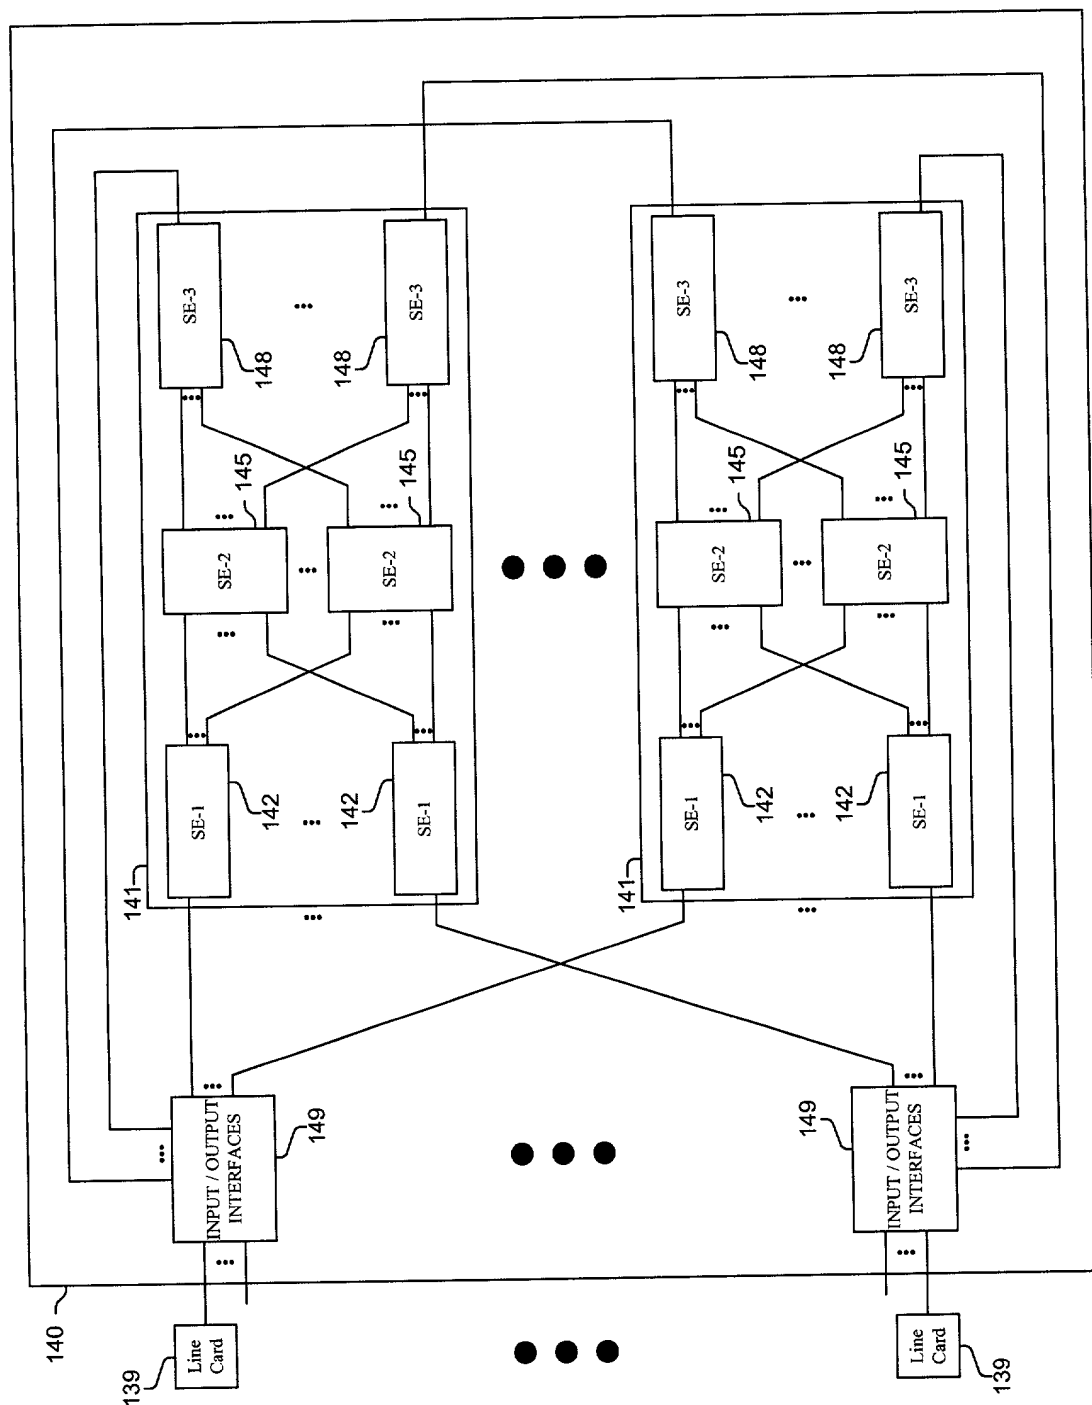 140
139
141
Line
Card
SE-1
SE-3
INPUT / OUTPUT
INTERFACES
SE-2
145
142
148
149
142
148
SE-2
145
SE-1
SE-3
141
SE-1
SE-3
SE-2
145
142
148
149
142
148
SE-2
145
INPUT / OUTPUT
INTERFACES
SE-1
SE-3
Line
Card
139